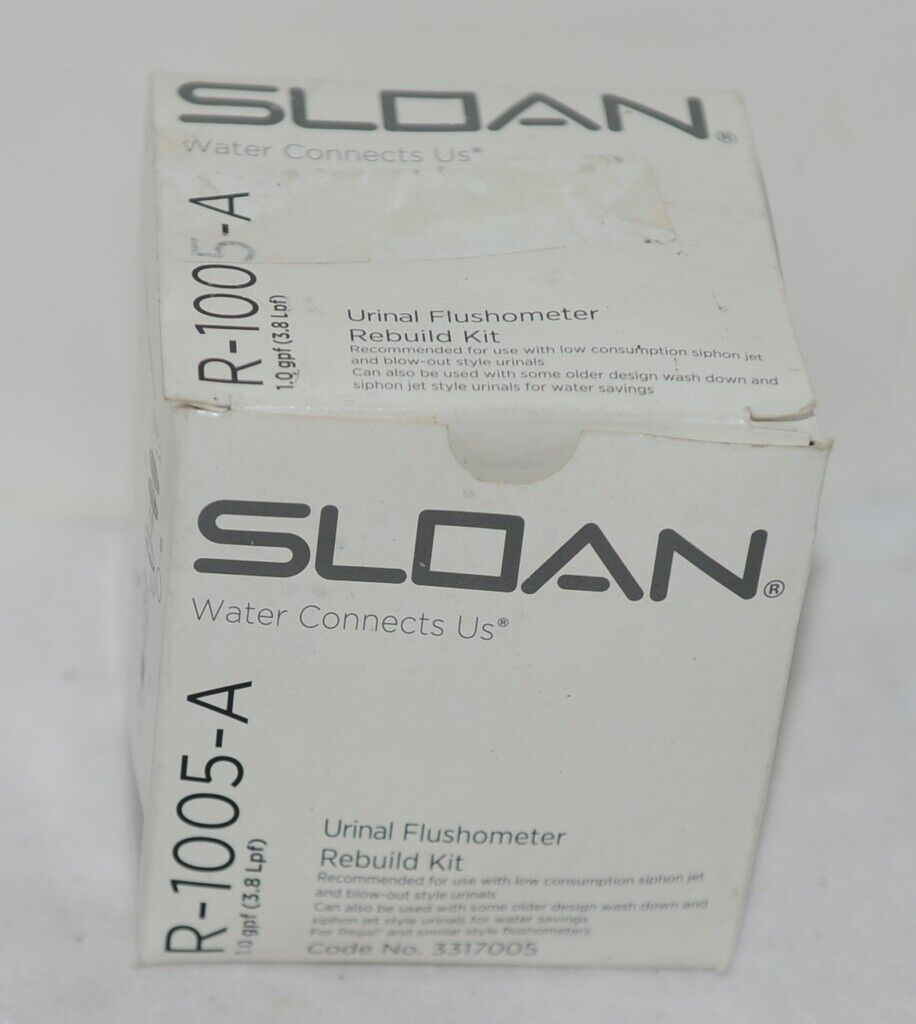 SLOAN®
Water Connects Us®
R-1005-A
1.0 gpf (3.8 Lpf)
Urinal Flushometer
Rebuild Kit
Recommended for use with low consumption siphon jet
and blow-out style urinals
Can also be used with some older design wash down and
siphon jet style urinals for water savings
SLOAN®
Water Connects Us®
R-1005-A
1.0 gpf (3.8 Lpf)
Urinal Flushometer
Rebuild Kit
Recommended for use with low consumption siphon jet
and blow-out style urinals
Can also be used with some older design wash down and
siphon jet style urinals for water savings
For Regal® and similar style flushometers
Code No. 3317005